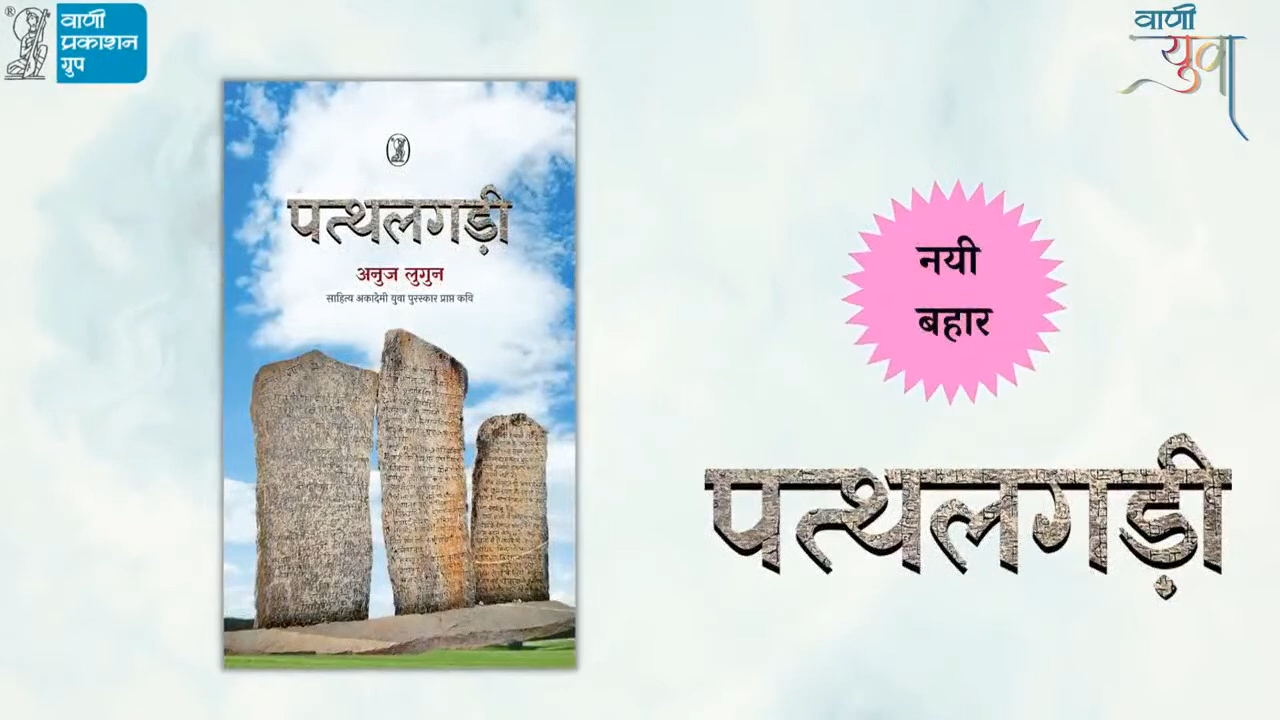 वाणी
प्रकाशन
ग्रुप
वाणी
युवा
पत्थलगड़ी
अनुज लुगुन
साहित्य अकादेमी युवा पुरस्कार प्राप्त कवि
नयी
बहार
पत्थलगड़ी